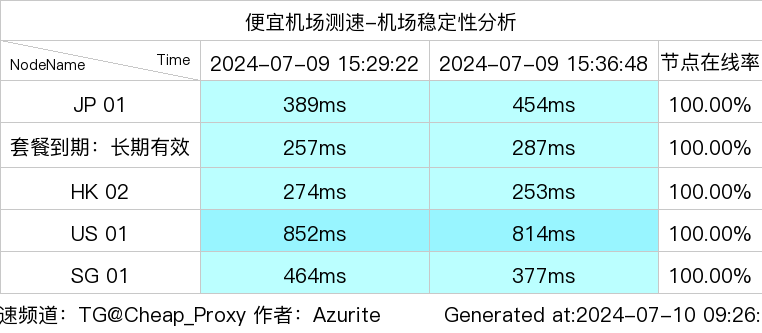 便宜机场测速-机场稳定性分析
NodeName Time 2024-07-09 15:29:22 2024-07-09 15:36:48 节点在线率
JP 01 389ms 454ms 100.00%
套餐到期：长期有效 257ms 287ms 100.00%
HK 02 274ms 253ms 100.00%
US 01 852ms 814ms 100.00%
SG 01 464ms 377ms 100.00%
速频道：TG@Cheap_Proxy 作者：Azurite Generated at:2024-07-10 09:26: